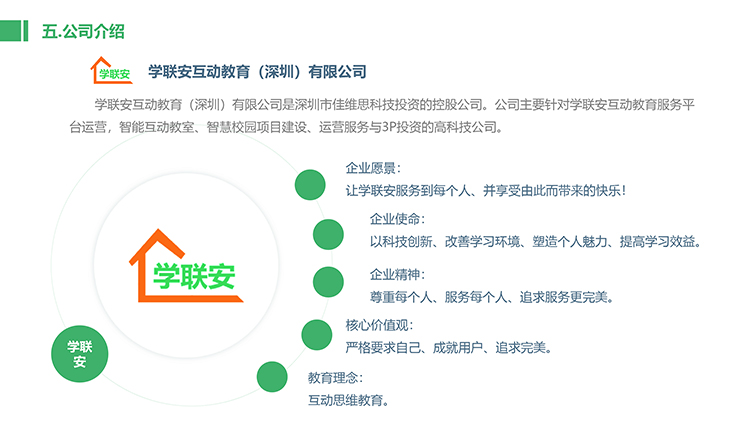 五.公司介绍
学联安
学联安互动教育（深圳）有限公司
学联安互动教育（深圳）有限公司是深圳市佳维思科技投资的控股公司。公司主要针对学联安互动教育服务平
台运营，智能互动教室、智慧校园项目建设、运营服务与3P投资的高科技公司。
企业愿景：
让学联安服务到每个人、并享受由此而带来的快乐！
企业使命：
以科技创新、改善学习环境、塑造个人魅力、提高学习效益。
学联安
企业精神：
尊重每个人、服务每个人、追求服务更完美。
核心价值观：
严格要求自己、成就用户、追求完美。
学联
安
教育理念：
互动思维教育。